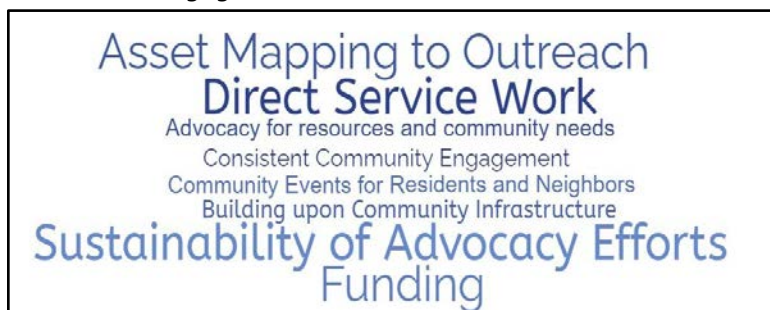 Asset Mapping to Outreach
Direct Service Work
Advocacy for resources and community needs
Consistent Community Engagement
Community Events for Residents and Neighbors
Building upon Community Infrastructure
Sustainability of Advocacy Efforts
Funding